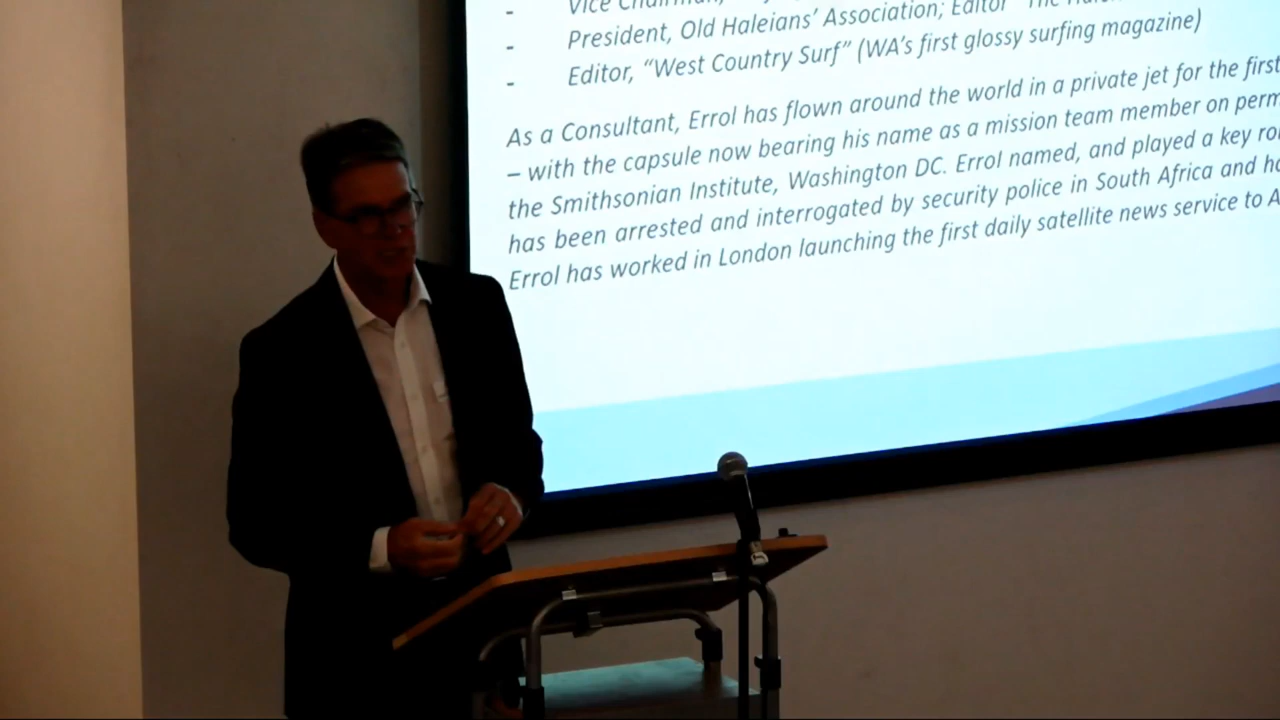 - Vice Chairman,
- President, Old Haleians’ Association; Editor “The
- Editor, “West Country Surf” (WA’s first glossy surfing magazine)
As a Consultant, Errol has flown around the world in a private jet for the first
– with the capsule now bearing his name as a mission team member on
the Smithsonian Institute, Washington DC. Errol named, and played a key
has been arrested and interrogated by security police in South Africa and
Errol has worked in London launching the first daily satellite news service to